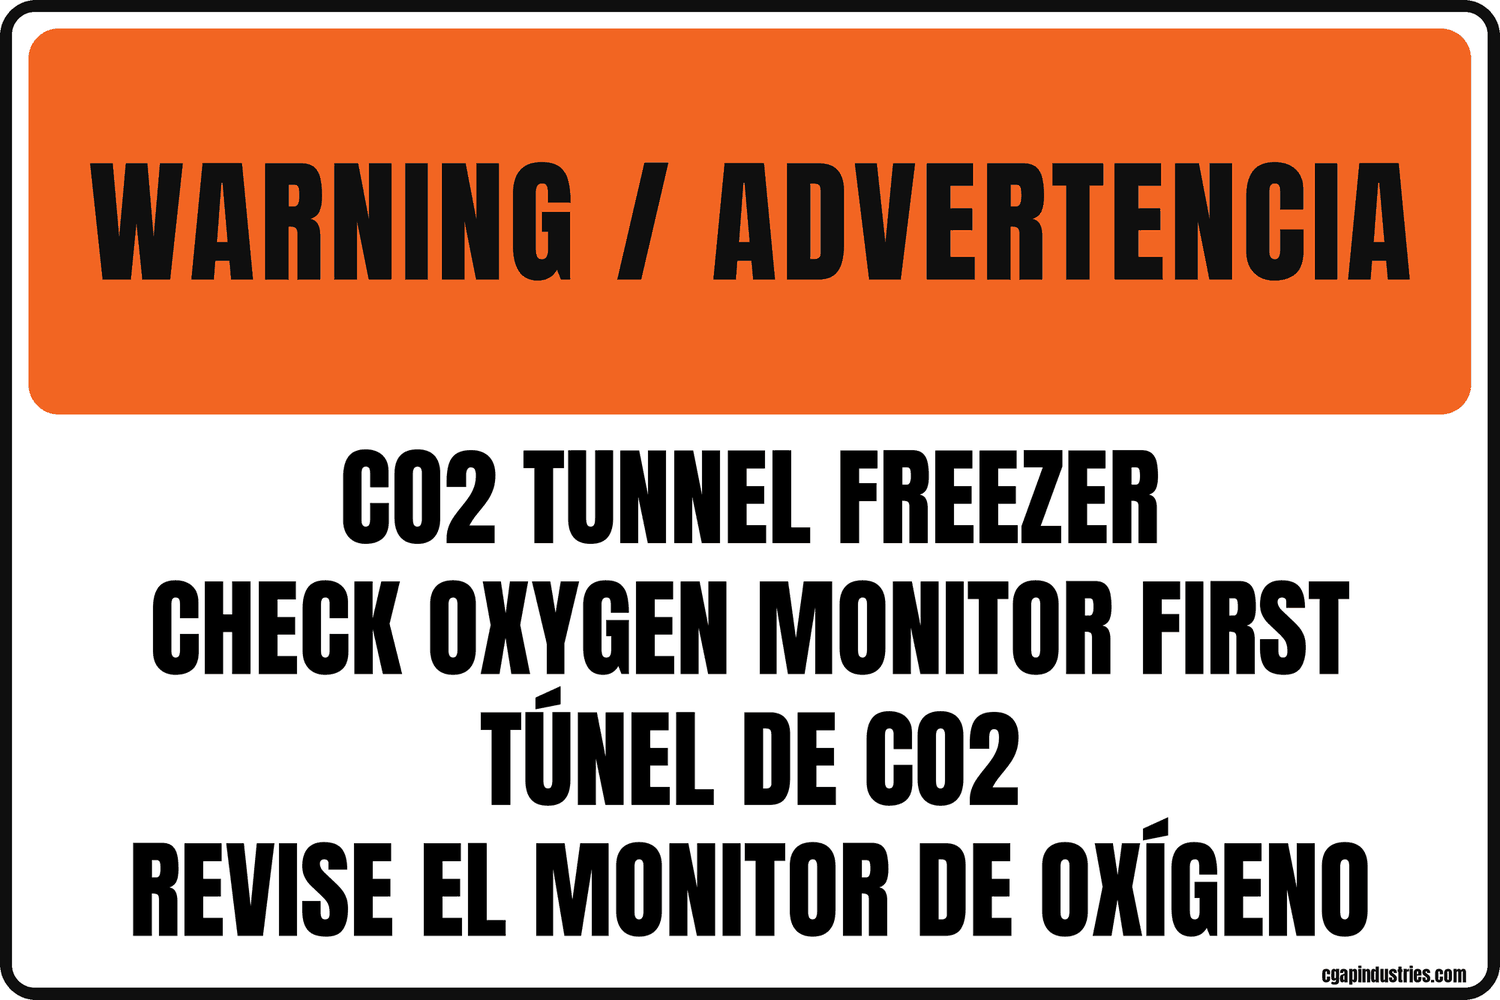 WARNING / ADVERTENCIA
CO2 TUNNEL FREEZER
CHECK OXYGEN MONITOR FIRST
TÚNEL DE CO2
REVISE EL MONITOR DE OXÍGENO
cgapindustries.com